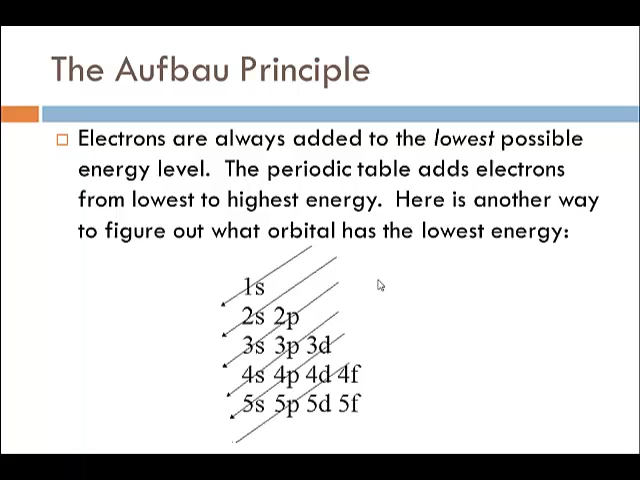 The Aufbau Principle
Electrons are always added to the lowest possible
energy level. The periodic table adds electrons
from lowest to highest energy. Here is another way
to figure out what orbital has the lowest energy:
1s
2s 2p
3s 3p 3d
4s 4p 4d 4f
5s 5p 5d 5f